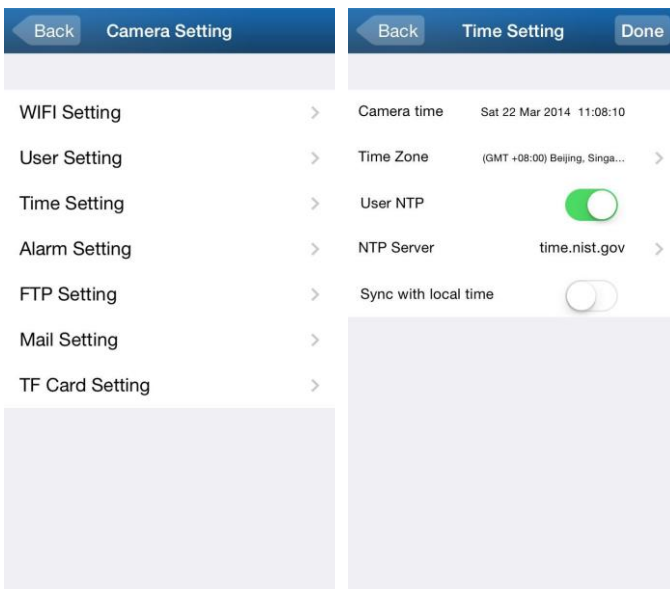 Back Camera Setting
WIFI Setting
User Setting
Time Setting
Alarm Setting
FTP Setting
Mail Setting
TF Card Setting
Back Time Setting Done
Camera time Sat 22 Mar 2014 11:08:10
Time Zone (GMT +08:00) Beijing, Singa...
User NTP
NTP Server time.nist.gov
Sync with local time